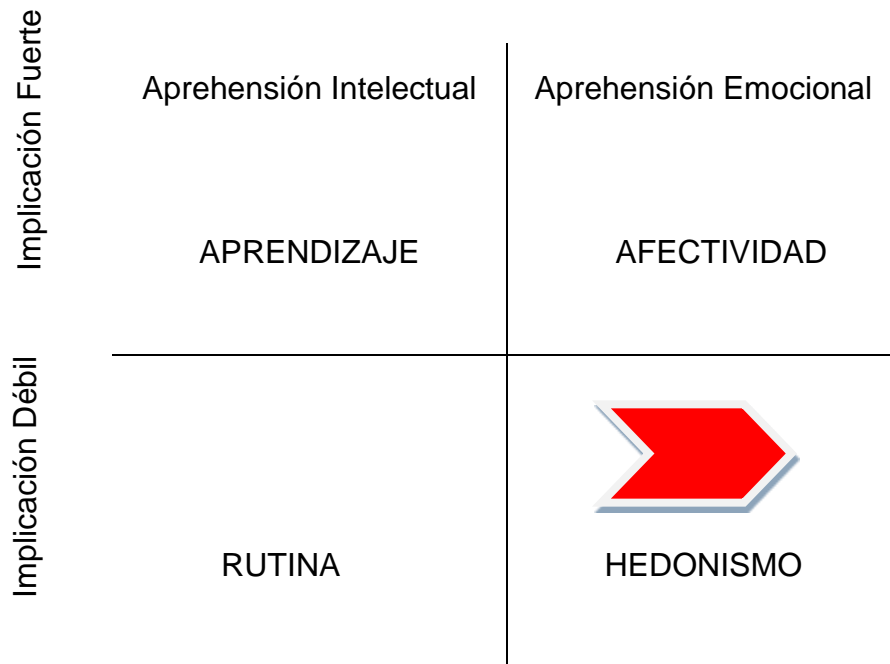 Implicación Fuerte
Aprehensión Intelectual
Aprehensión Emocional
APRENDIZAJE
AFECTIVIDAD
Implicación Débil
RUTINA
HEDONISMO